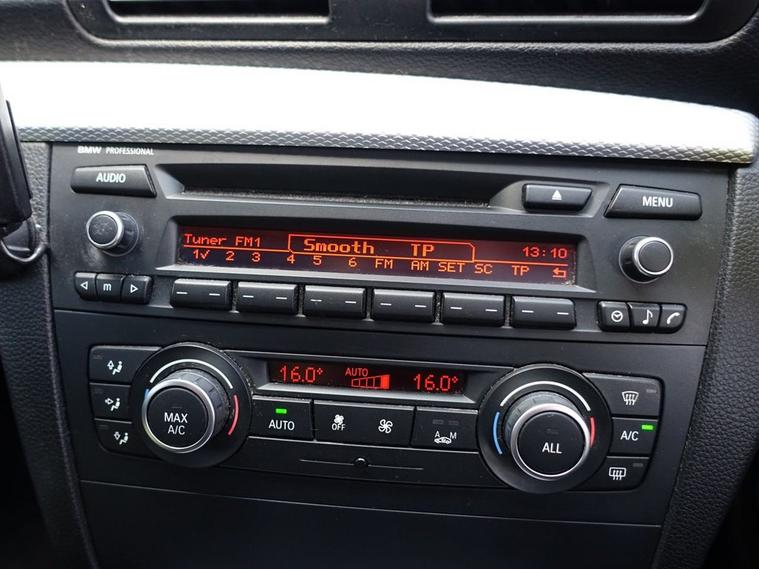 BMW PROFESSIONAL
AUDIO
MENU
Tuner FM1 Smooth TP 13:10
1✓ 2 3 4 5 6 FM AM SET SC TP
m
16.0° AUTO 16.0°
MAX A/C
AUTO
OFF
A M
ALL
A/C